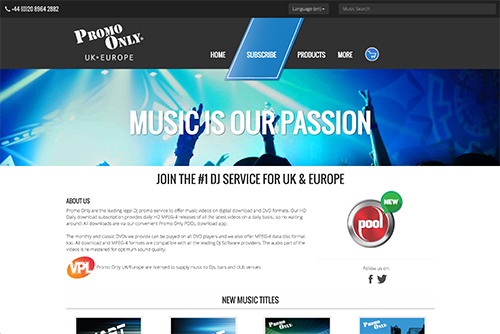 +44 (0)20 8964 2882
Language (en)
Music Search
PROMO
ONLY
UK • EUROPE
HOME
SUBSCRIBE
PRODUCTS
MORE
MUSIC IS OUR PASSION
JOIN THE #1 DJ SERVICE FOR UK & EUROPE
ABOUT US
Promo Only are the leading legal DJ promo service to offer music videos on digital download and DVD formats. Our HD
Daily download subscription provides daily HD MPEG-4 releases of all the latest videos on a daily basis, so no waiting
around! All downloads are via our convenient Promo Only POOL download app.
The monthly and classic DVDs we provide can be played on all DVD players and we also offer MPEG-4 data disc format
too. All download and MPEG-4 formats are compatible with all the leading DJ Software providers. The audio part of the
videos is re-mastered for optimum sound quality.
VPL
Promo Only UK/Europe are licensed to supply music to DJs, bars and club venues.
NEW
pool
Follow us on:
NEW MUSIC TITLES
PROMO ONLY